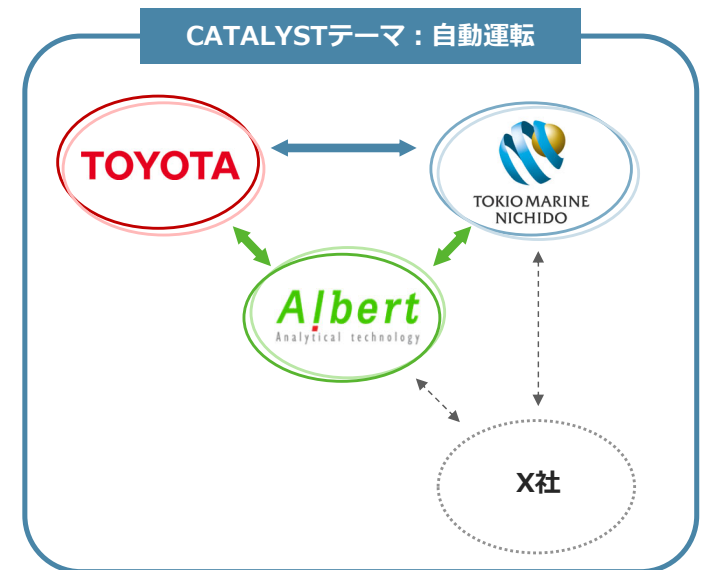 CATALYSTテーマ：自動運転
TOYOTA
TOKIO MARINE
NICHIDO
Albert
Analytical technology
X社